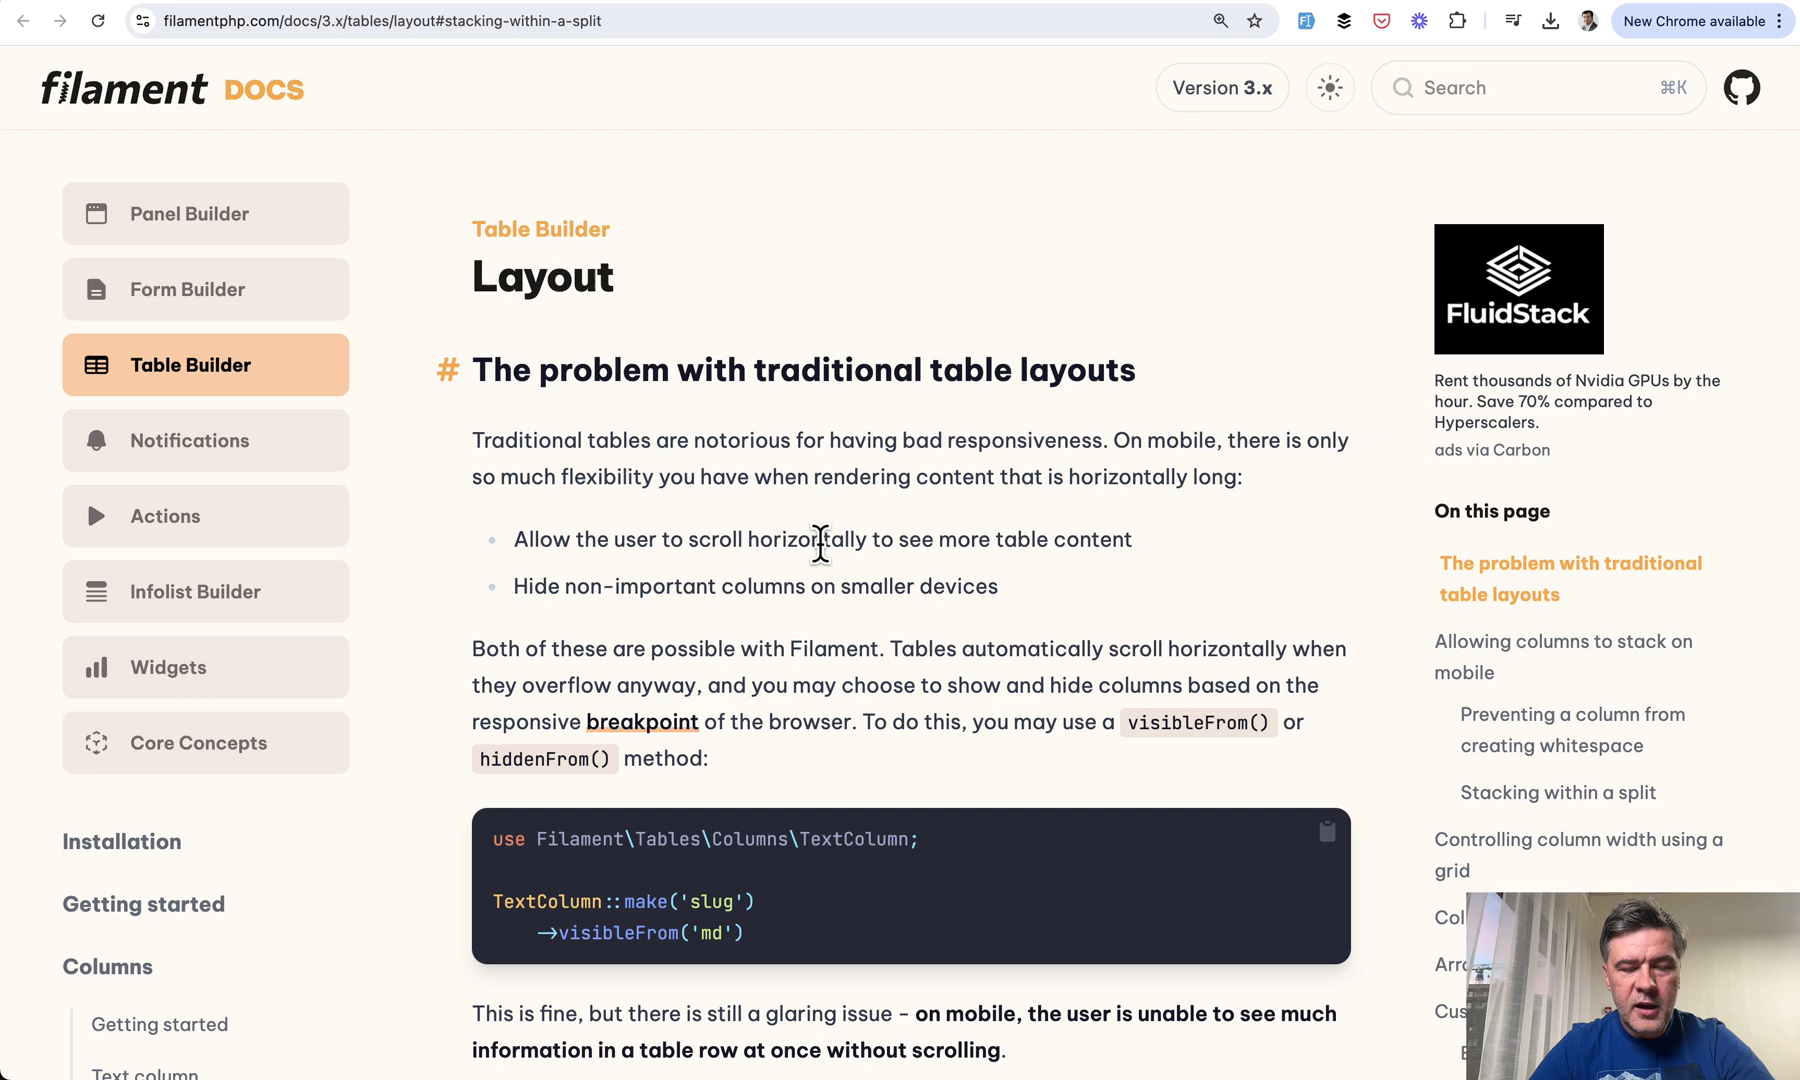 filamentphp.com/docs/3.x/tables/layout#stacking-within-a-split
New Chrome available
filament DOCS
Version 3.x
Search
⌘K
Panel Builder
Form Builder
Table Builder
Notifications
Actions
Infolist Builder
Widgets
Core Concepts
Installation
Getting started
Columns
Getting started
Text column
Table Builder
Layout
# The problem with traditional table layouts
Traditional tables are notorious for having bad responsiveness. On mobile, there is only
so much flexibility you have when rendering content that is horizontally long:
Allow the user to scroll horizontally to see more table content
Hide non-important columns on smaller devices
Both of these are possible with Filament. Tables automatically scroll horizontally when
they overflow anyway, and you may choose to show and hide columns based on the
responsive breakpoint of the browser. To do this, you may use a visibleFrom() or
hiddenFrom() method:
use Filament\Tables\Columns\TextColumn;
TextColumn::make('slug')
->visibleFrom('md')
This is fine, but there is still a glaring issue - on mobile, the user is unable to see much
information in a table row at once without scrolling.
FluidStack
Rent thousands of Nvidia GPUs by the
hour. Save 70% compared to
Hyperscalers.
ads via Carbon
On this page
The problem with traditional
table layouts
Allowing columns to stack on
mobile
Preventing a column from
creating whitespace
Stacking within a split
Controlling column width using a
grid